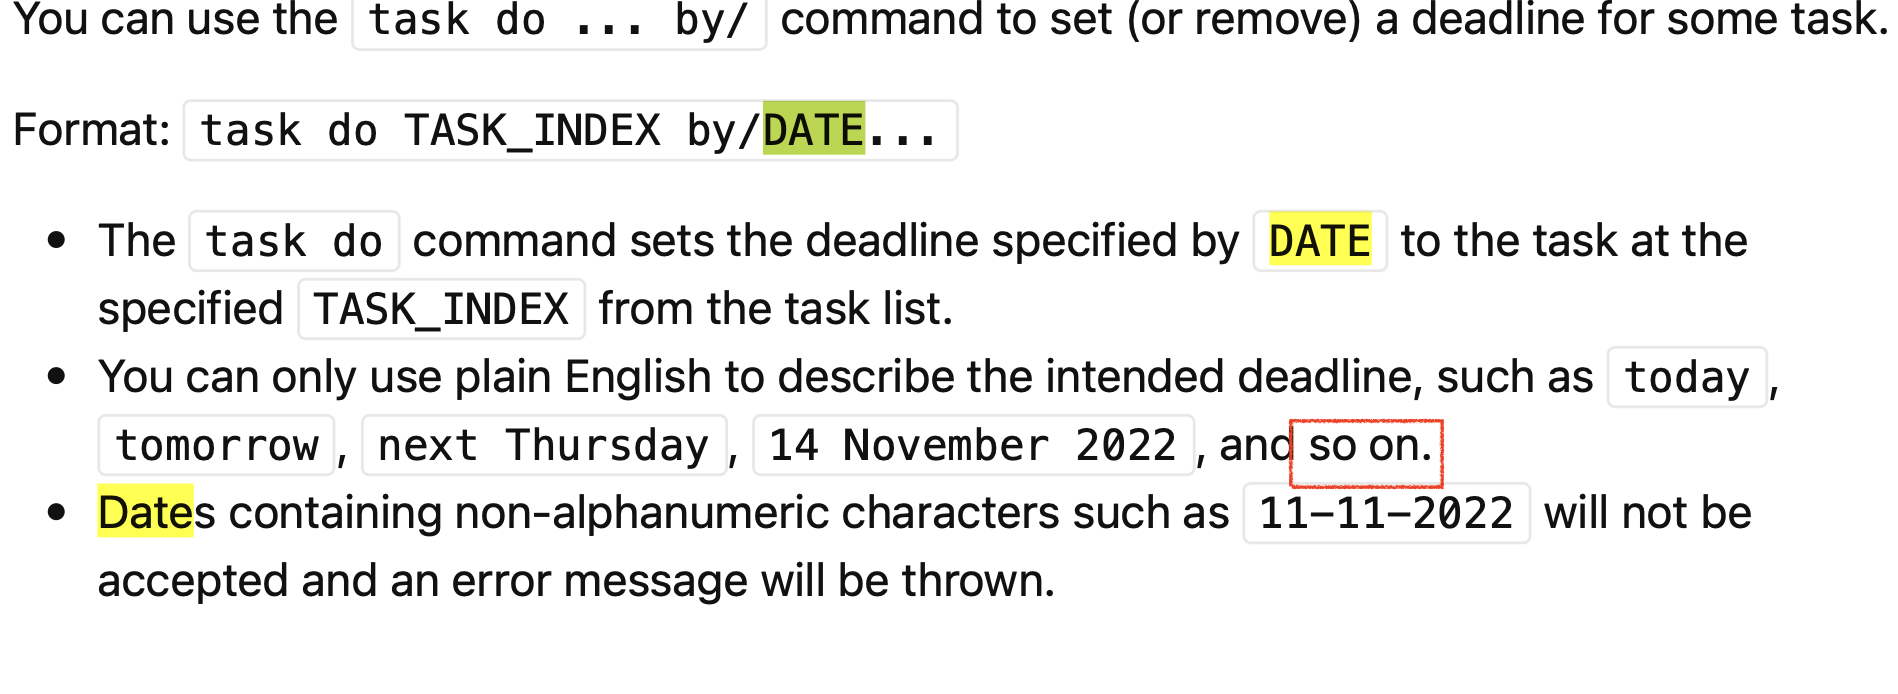 You can use the task do ... by/ command to set (or remove) a deadline for some task.
Format: task do TASK_INDEX by/DATE...
• The task do command sets the deadline specified by DATE to the task at the
specified TASK_INDEX from the task list.
• You can only use plain English to describe the intended deadline, such as today,
tomorrow, next Thursday, 14 November 2022, and so on.
• Dates containing non-alphanumeric characters such as 11-11-2022 will not be
accepted and an error message will be thrown.